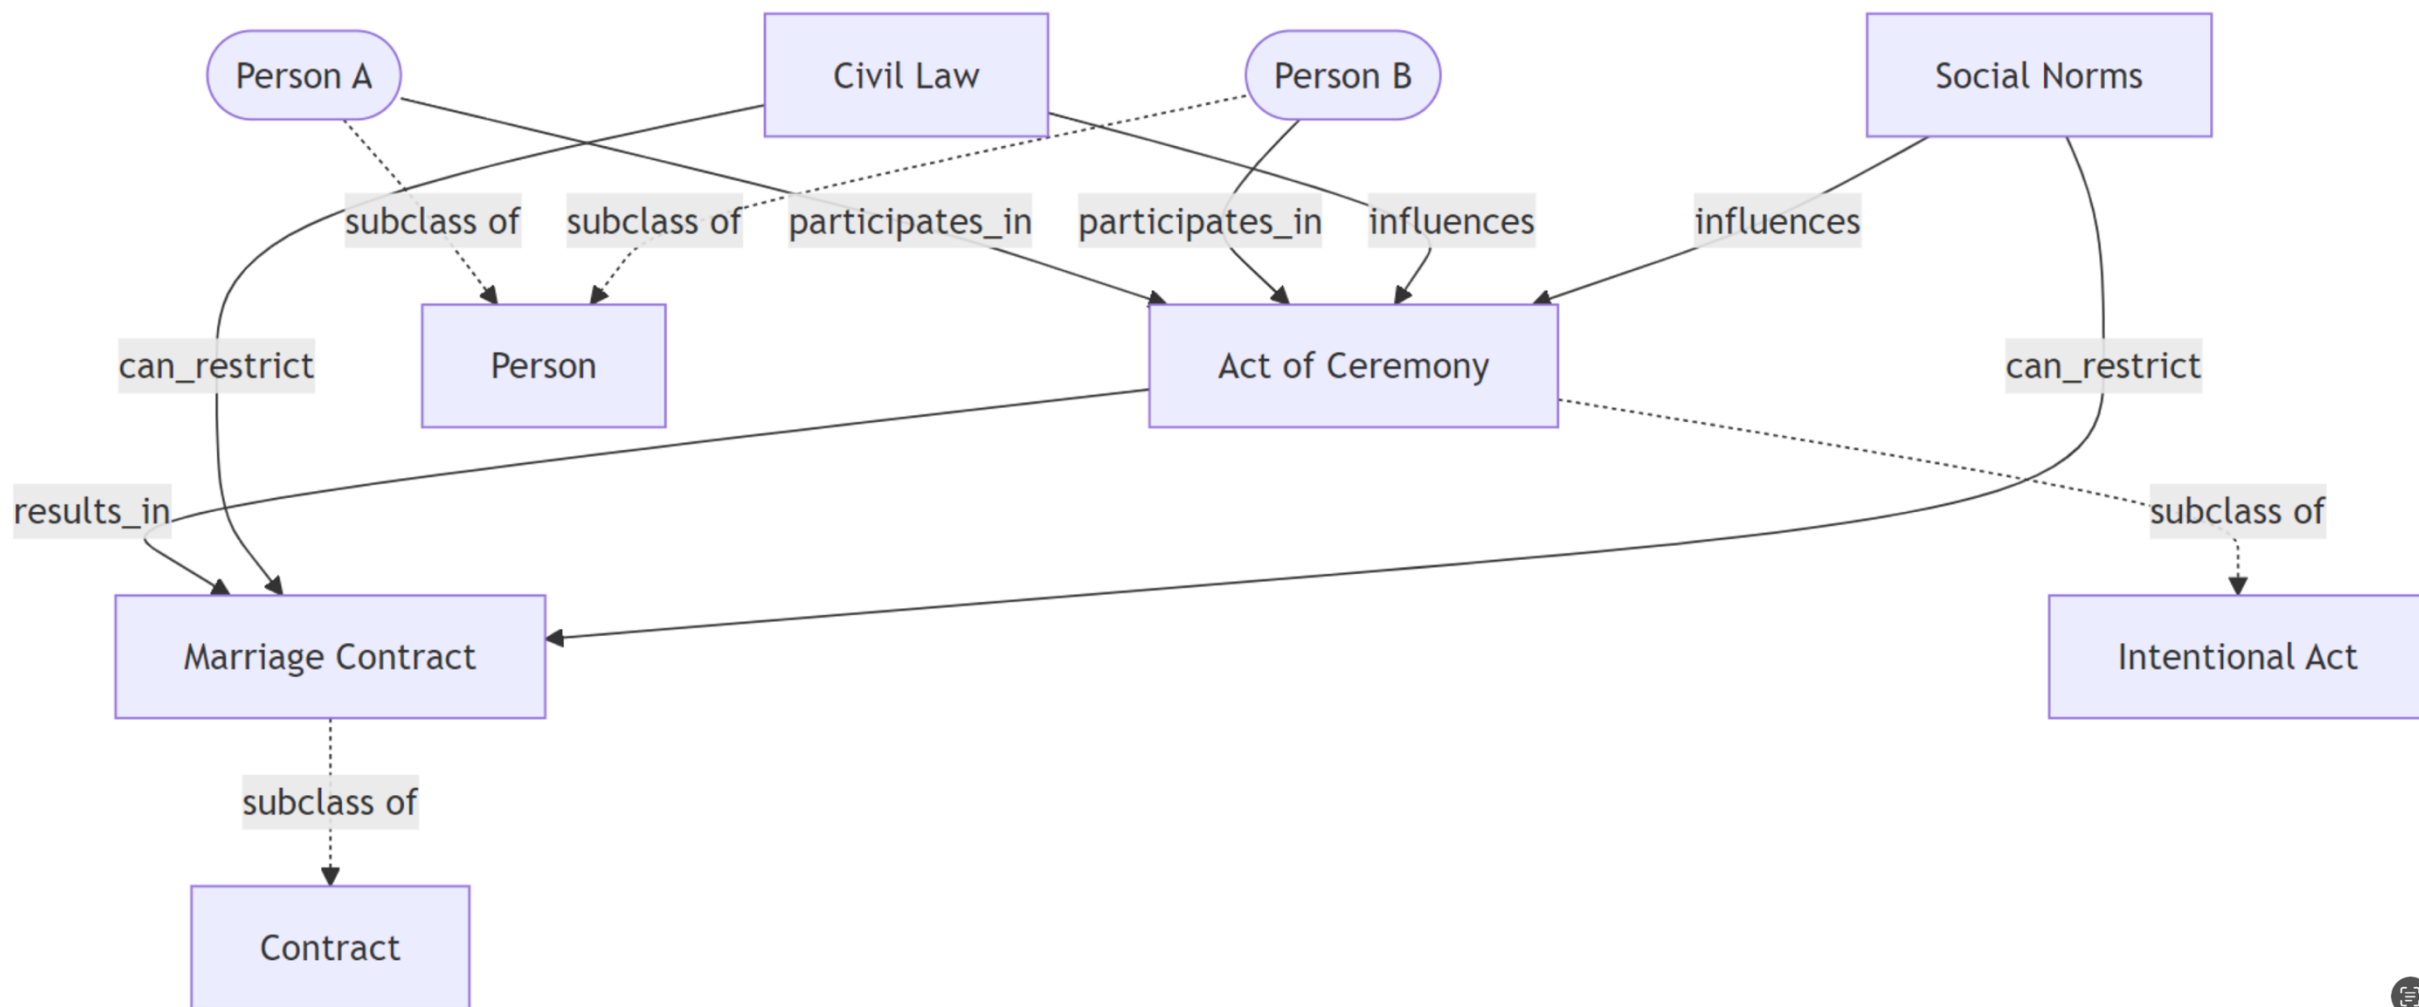 Person A
Civil Law
Person B
Social Norms
subclass of
subclass of
participates_in
participates_in
influences
influences
can_restrict
Person
Act of Ceremony
can_restrict
results_in
subclass of
Marriage Contract
Intentional Act
subclass of
Contract